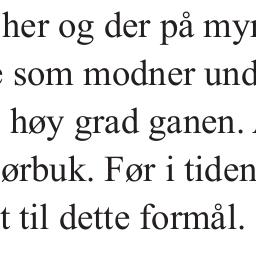 her og der på myr
som modner und
høy grad ganen.
ørbuk. Før i tiden
t til dette formål.